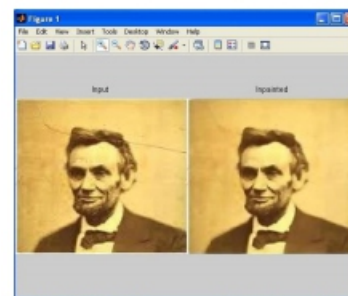 Figure 1
File Edit View Insert Tools Desktop Window Help
Input Inpainted